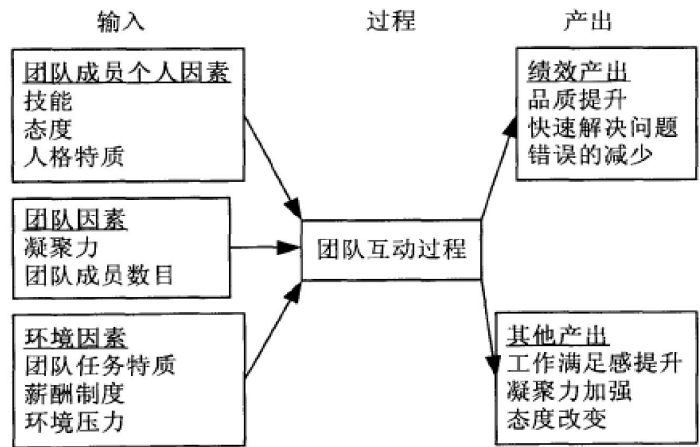 输入
过程
产出
团队成员个人因素
技能
态度
人格特质
团队因素
凝聚力
团队成员数目
环境因素
团队任务特质
薪酬制度
环境压力
团队互动过程
绩效产出
品质提升
快速解决问题
错误的减少
其他产出
工作满足感提升
凝聚力加强
态度改变